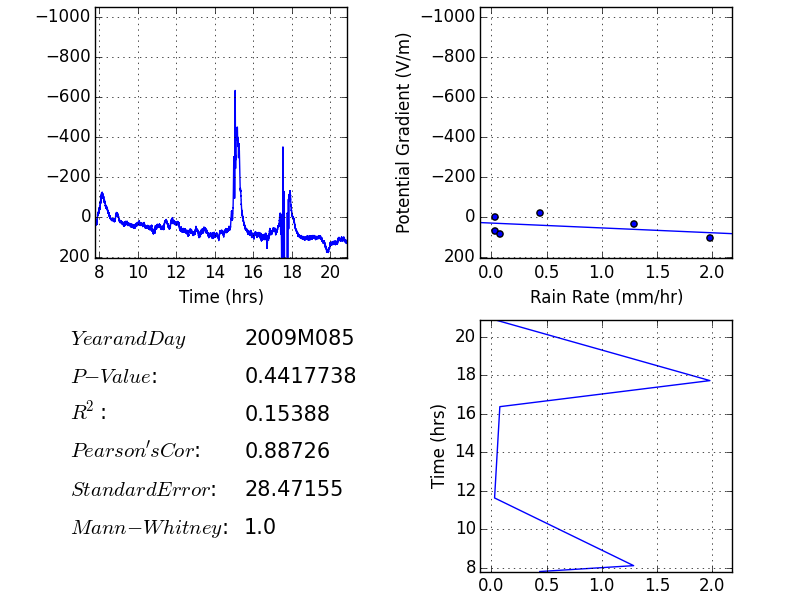 −1000
−800
−600
−400
−200
0
200
8 10 12 14 16 18 20
Time (hrs)
Potential Gradient (V/m)
−1000
−800
−600
−400
−200
0
200
0.0 0.5 1.0 1.5 2.0
Rain Rate (mm/hr)
YearandDay 2009M085
P−Value: 0.4417738
R²: 0.15388
Pearson'sCor: 0.88726
StandardError: 28.47155
Mann−Whitney: 1.0
Time (hrs)
20
18
16
14
12
10
8
0.0 0.5 1.0 1.5 2.0